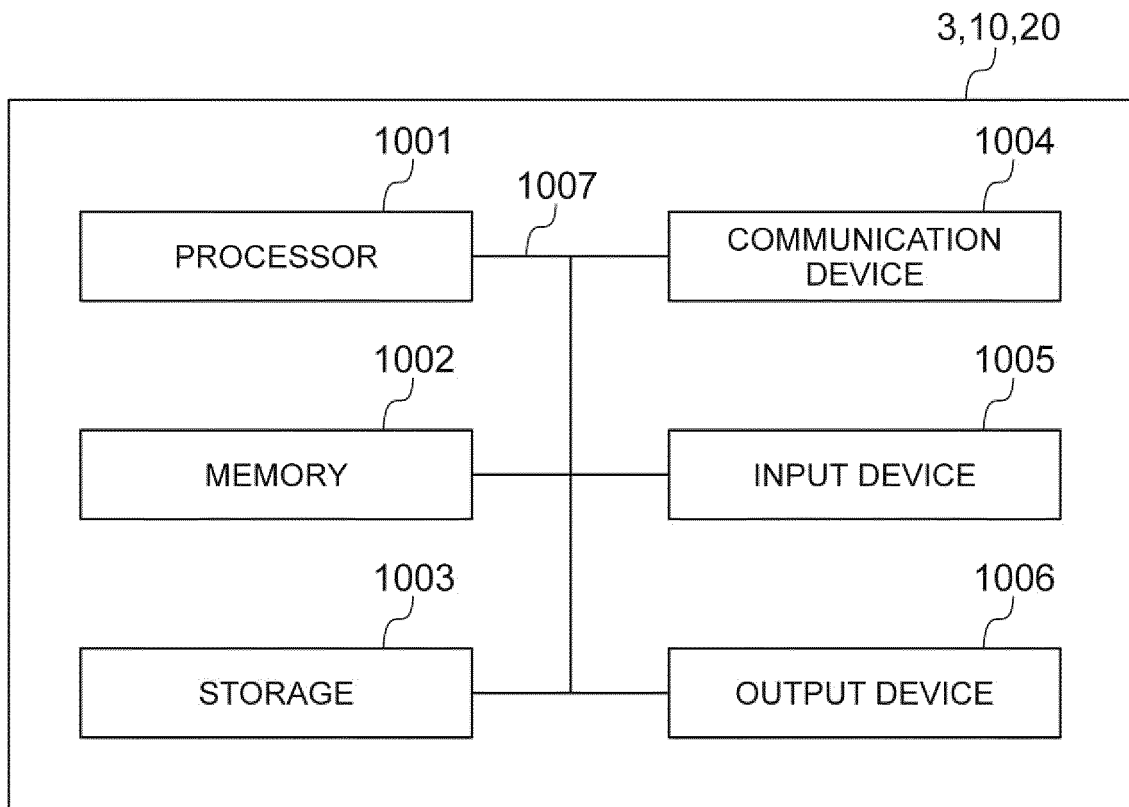 3,10,20
1001
1007
1004
PROCESSOR
COMMUNICATION
DEVICE
1002
1005
MEMORY
INPUT DEVICE
1003
1006
STORAGE
OUTPUT DEVICE